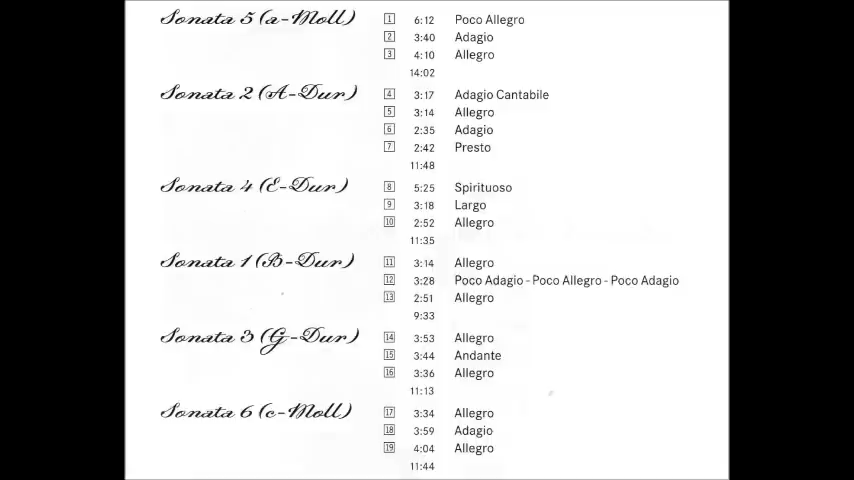 Sonata 5 (a-Moll) 1 6:12 Poco Allegro
2 3:40 Adagio
3 4:10 Allegro
14:02
Sonata 2 (A-Dur) 4 3:17 Adagio Cantabile
5 3:14 Allegro
6 2:35 Adagio
7 2:42 Presto
11:48
Sonata 4 (E-Dur) 8 5:25 Spirituoso
9 3:18 Largo
10 2:52 Allegro
11:35
Sonata 1 (B-Dur) 11 3:14 Allegro
12 3:28 Poco Adagio - Poco Allegro - Poco Adagio
13 2:51 Allegro
9:33
Sonata 3 (G-Dur) 14 3:53 Allegro
15 3:44 Andante
16 3:36 Allegro
11:13
Sonata 6 (c-Moll) 17 3:34 Allegro
18 3:59 Adagio
19 4:04 Allegro
11:44